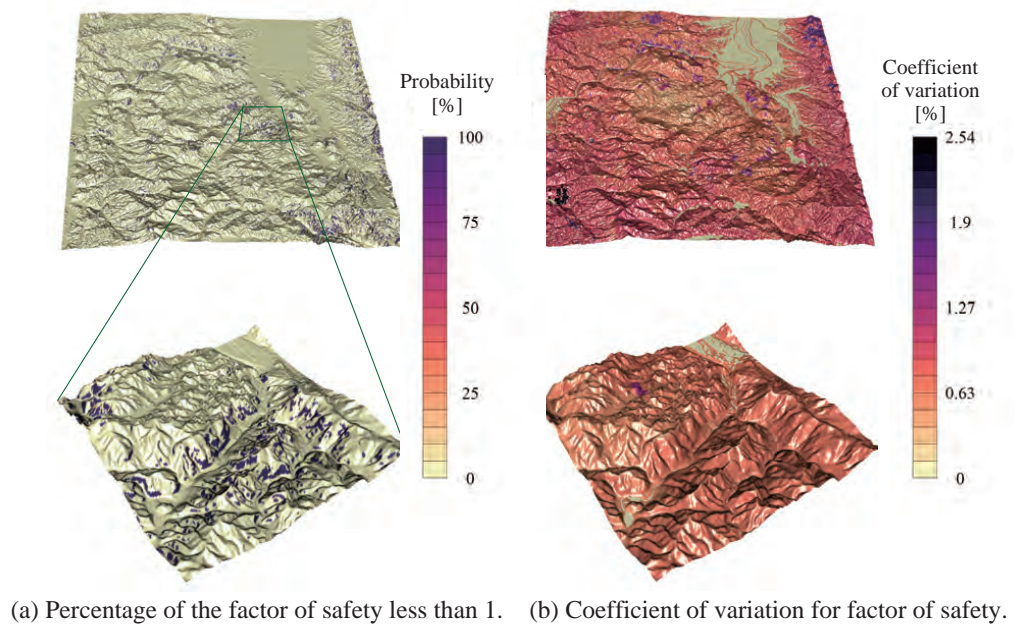 Probability
[%]
100
75
50
25
0
Coefficient
of variation
[%]
2.54
1.9
1.27
0.63
0
(a) Percentage of the factor of safety less than 1.
(b) Coefficient of variation for factor of safety.